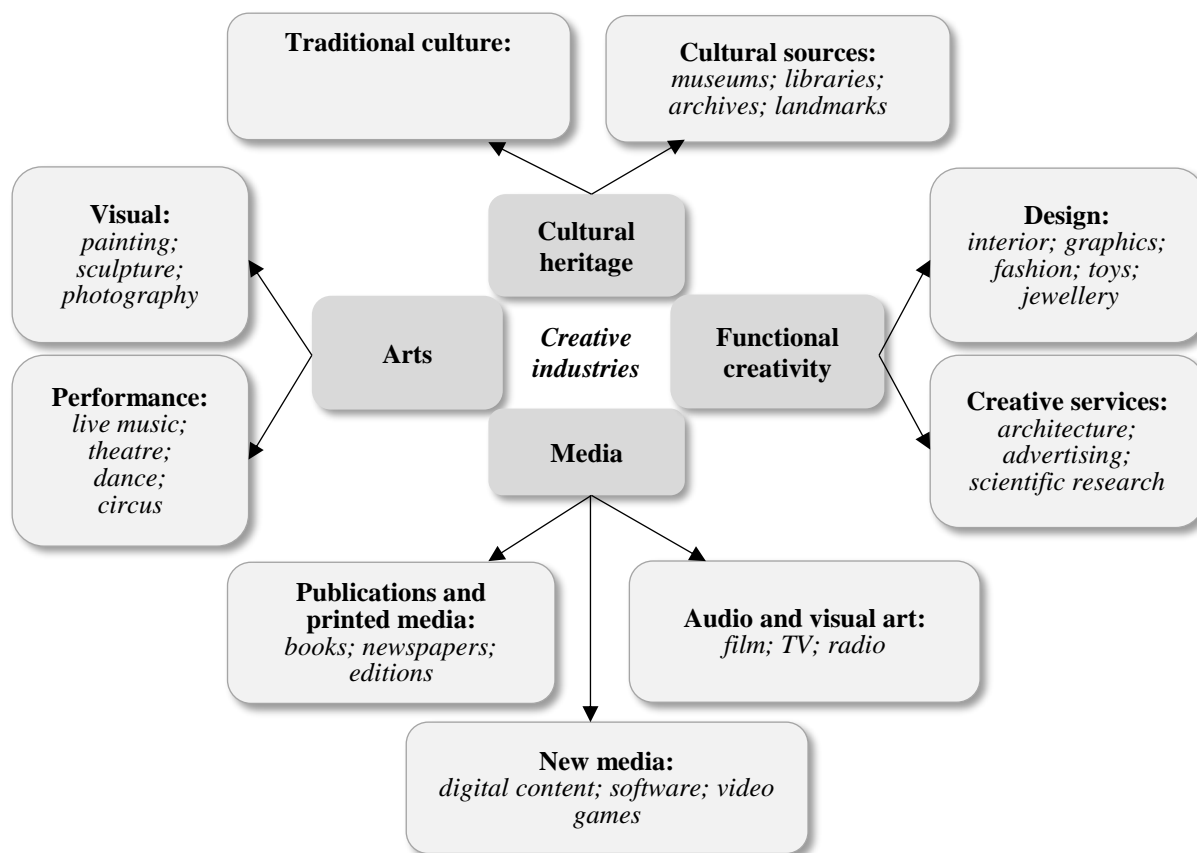 Traditional culture:
Cultural sources:
museums; libraries;
archives; landmarks
Visual:
painting;
sculpture;
photography
Cultural
heritage
Design:
interior; graphics;
fashion; toys;
jewellery
Arts
Creative
industries
Functional
creativity
Performance:
live music;
theatre;
dance;
circus
Media
Creative services:
architecture;
advertising;
scientific research
Publications and
printed media:
books; newspapers;
editions
Audio and visual art:
film; TV; radio
New media:
digital content; software; video
games